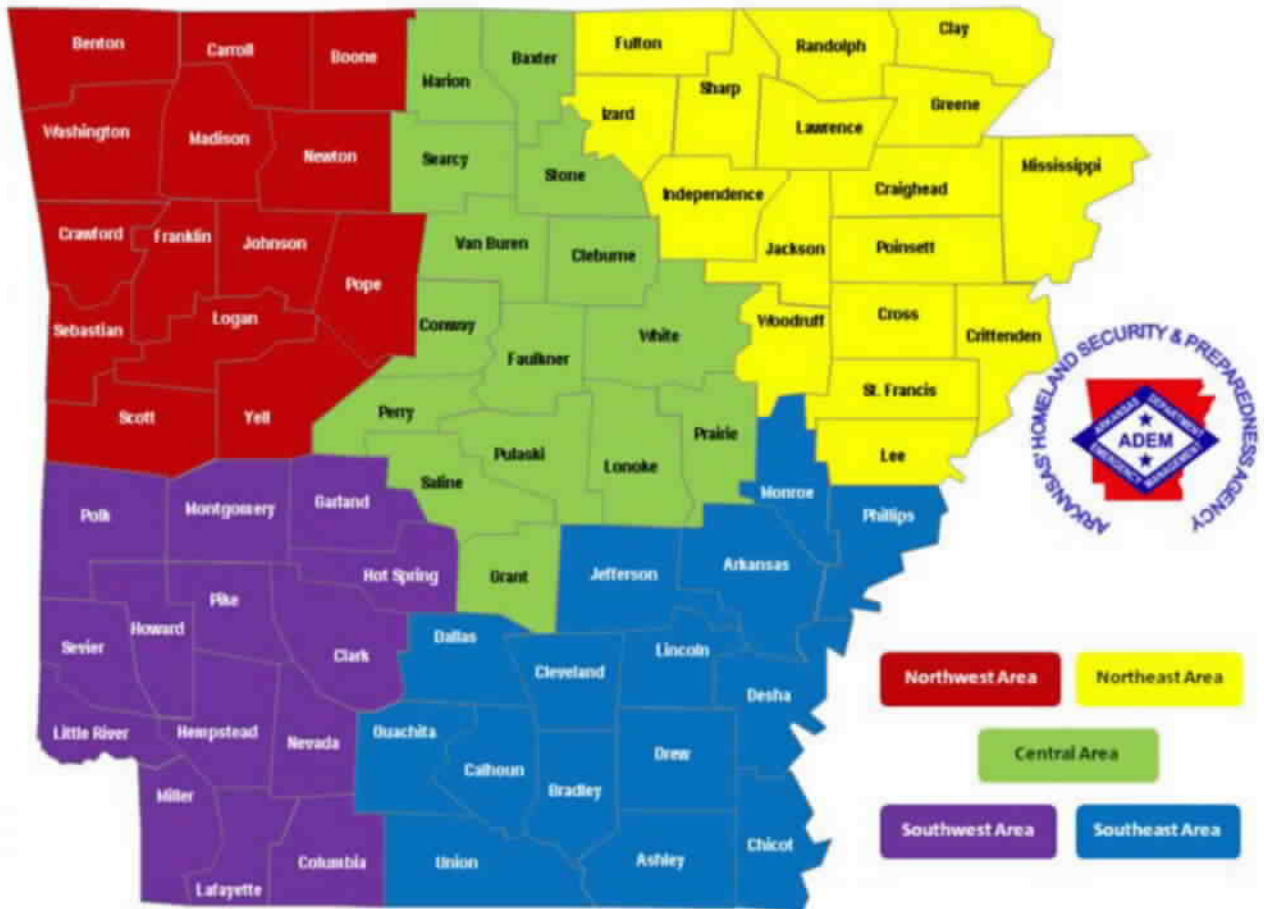 Benton
Carroll
Boone
Marion
Baxter
Fulton
Sharp
Randolph
Clay
Washington
Madison
Newton
Searcy
Stone
Izard
Lawrence
Greene
Independence
Craighead
Mississippi
Crawford
Franklin
Johnson
Pope
Van Buren
Cleburne
Jackson
Poinsett
Sebastian
Logan
Conway
Faulkner
White
Woodruff
Cross
Crittenden
Scott
Yell
Perry
Pulaski
Lonoke
Prairie
St. Francis
Lee
Saline
Polk
Montgomery
Garland
Monroe
Phillips
Hot Spring
Grant
Jefferson
Arkansas
Sevier
Howard
Pike
Clark
Dallas
Cleveland
Lincoln
Desha
Little River
Hempstead
Nevada
Ouachita
Calhoun
Bradley
Drew
Miller
Lafayette
Columbia
Union
Ashley
Chicot
ARKANSAS' HOMELAND SECURITY & PREPAREDNESS AGENCY
ARKANSAS DEPARTMENT
ADEM
EMERGENCY MANAGEMENT
Northwest Area
Northeast Area
Central Area
Southwest Area
Southeast Area